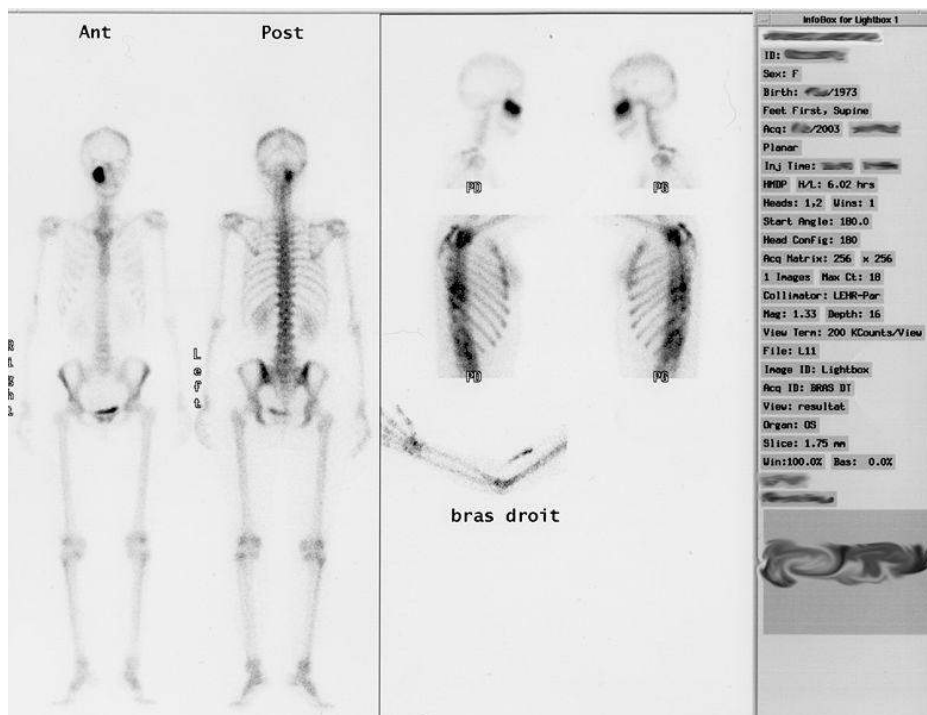 Ant Post
L
e
f
t
PD PG
PD PG
bras droit
InfoBox for Lightbox 1
ID:
Sex: F
Birth: /1973
Feet First, Supine
Acq: /2003
Planar
Inj Time:
HMDP H/L: 6.02 hrs
Heads: 1,2 Wins: 1
Start Angle: 180.0
Head Config: 180
Acq Matrix: 256 x 256
1 Images Max Ct: 18
Collimator: LEHR-Par
Mag: 1.33 Depth: 16
View Term: 200 KCounts/View
File: L11
Image ID: Lightbox
Acq ID: BRAS DT
View: resultat
Organ: OS
Slice: 1.75 mm
Win:100.0% Bas: 0.0%